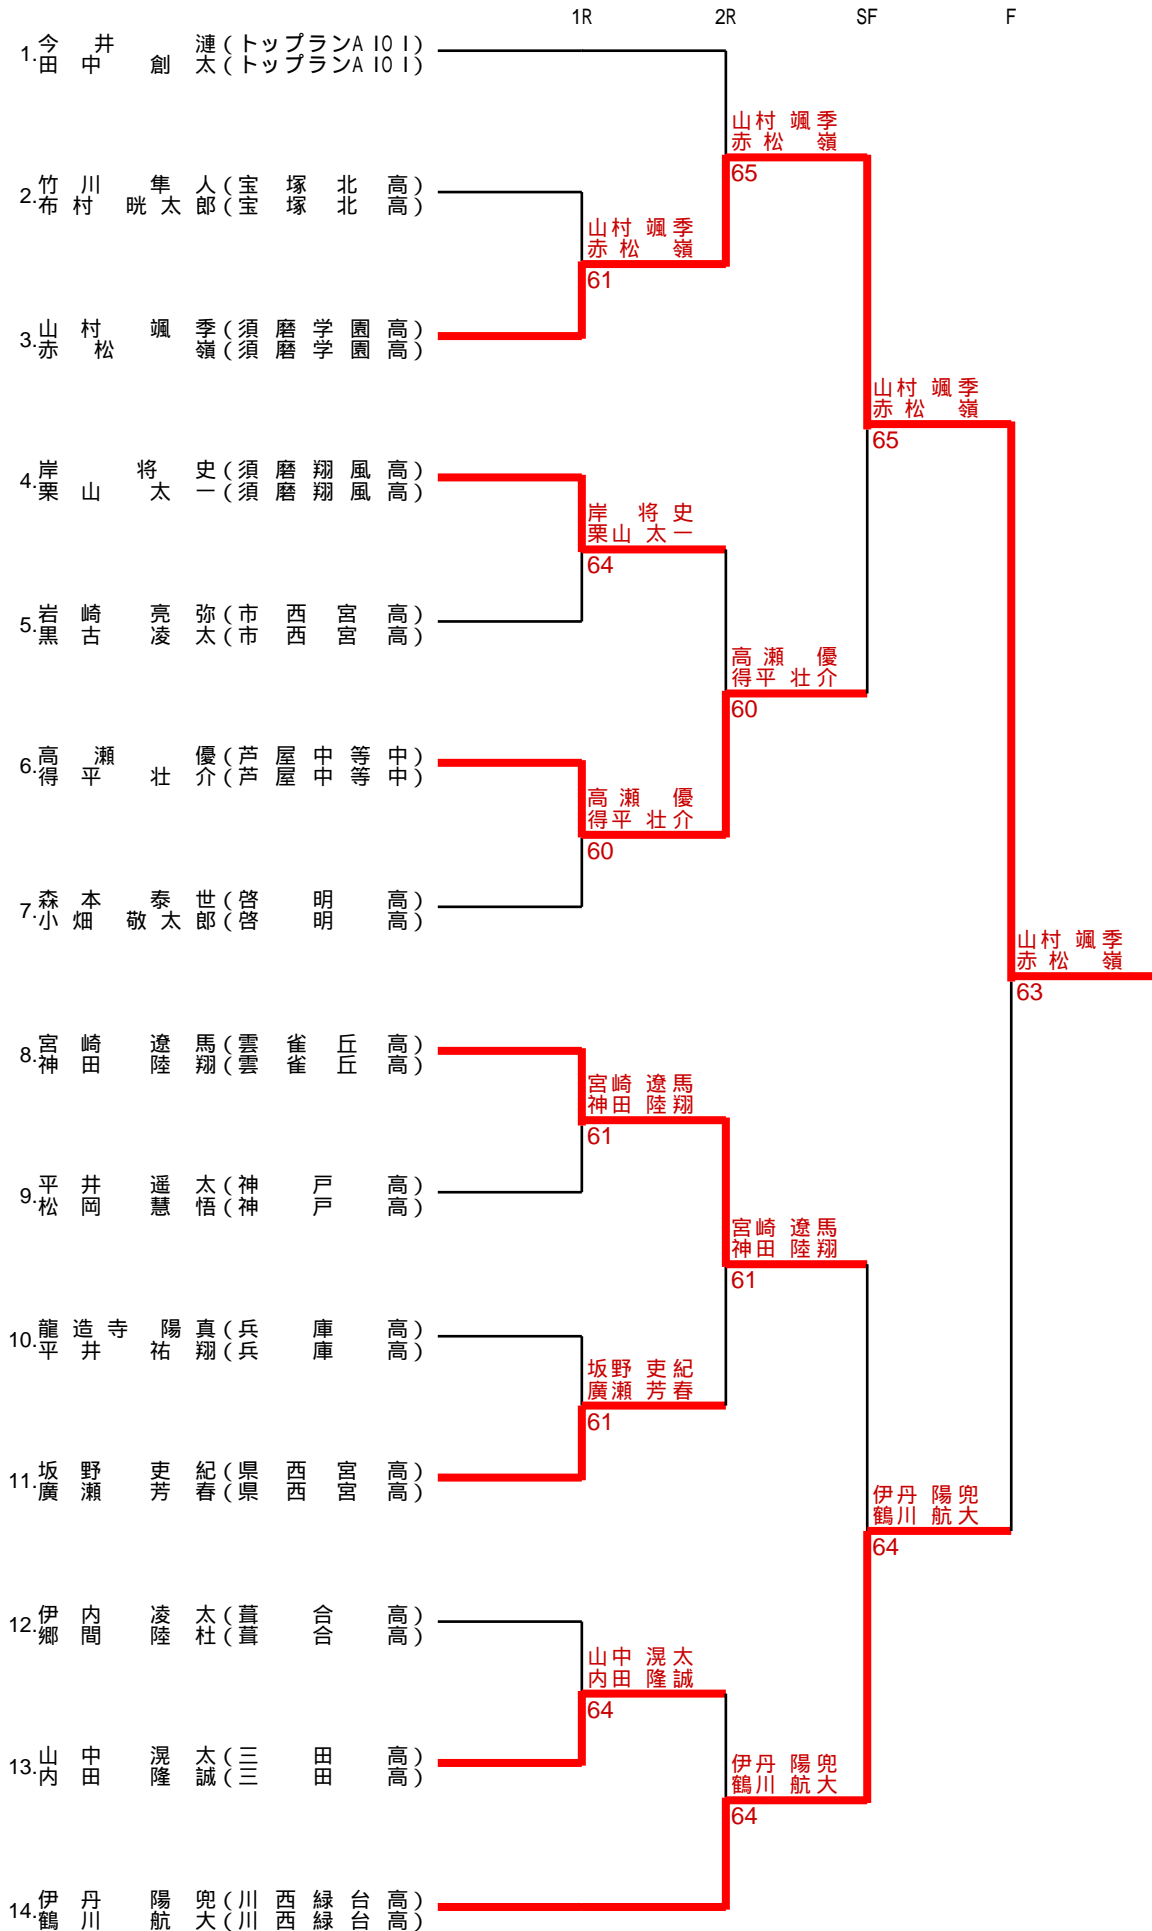 1R 2R SF F
1. 今井 漣(トップランAIOI)
田中 創太(トップランAIOI)
山村 颯季
赤松 嶺
65
2. 竹川 隼人(宝塚北高)
布村 晄太郎(宝塚北高)
山村 颯季
赤松 嶺
61
3. 山村 颯季(須磨学園高)
赤松 嶺(須磨学園高)
山村 颯季
赤松 嶺
65
4. 岸 将史(須磨翔風高)
栗山 太一(須磨翔風高)
岸 将史
栗山 太一
64
5. 岩崎 亮弥(市西宮高)
黒古 凌太(市西宮高)
高瀬 優
得平 壮介
60
6. 高瀬 優(芦屋中等中)
得平 壮介(芦屋中等中)
高瀬 優
得平 壮介
60
7. 森本 泰世(啓明高)
小畑 敬太郎(啓明高)
山村 颯季
赤松 嶺
63
8. 宮崎 遼馬(雲雀丘高)
神田 陸翔(雲雀丘高)
宮崎 遼馬
神田 陸翔
61
9. 平井 遥太(神戸高)
松岡 慧悟(神戸高)
宮崎 遼馬
神田 陸翔
61
10. 龍造寺 陽真(兵庫高)
平井 祐翔(兵庫高)
坂野 吏紀
廣瀬 芳春
61
11. 坂野 吏紀(県西宮高)
廣瀬 芳春(県西宮高)
伊丹 陽兜
鶴川 航大
64
12. 伊内 凌太(葺合高)
郷間 陸杜(葺合高)
山中 滉太
内田 隆誠
64
13. 山中 滉太(三田高)
内田 隆誠(三田高)
伊丹 陽兜
鶴川 航大
64
14. 伊丹 陽兜(川西緑台高)
鶴川 航大(川西緑台高)